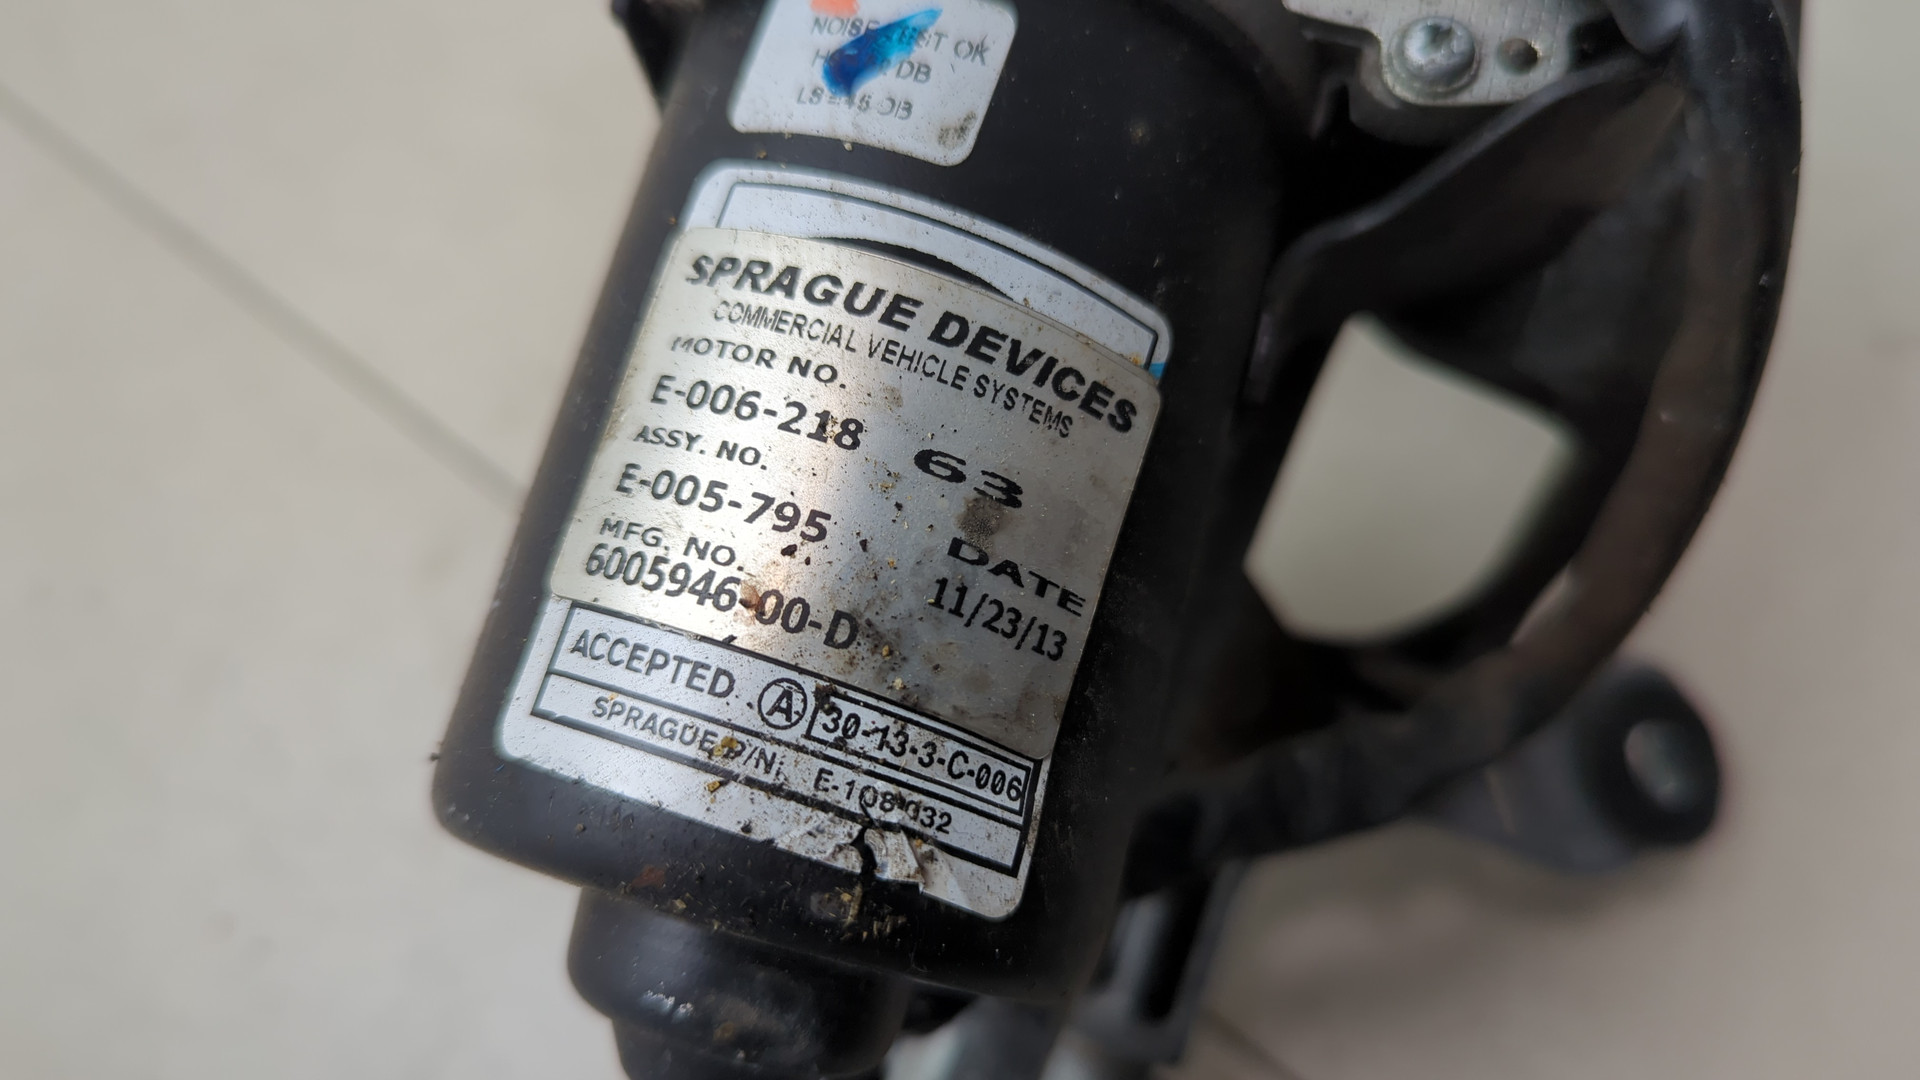 NOISE TEST OK
DB
DB
SPRAGUE DEVICES
COMMERCIAL VEHICLE SYSTEMS
MOTOR NO.
E-006-218 63
ASSY. NO.
E-005-795
MFG. NO. DATE
6005946-00-D 11/23/13
ACCEPTED A 30-13-3-C-006
SPRAGUE P/N: